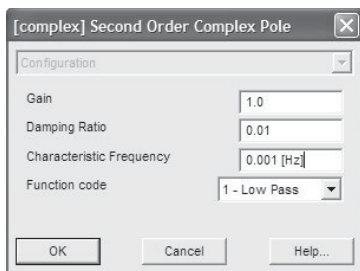 [complex] Second Order Complex Pole
Configuration
Gain 1.0
Damping Ratio 0.01
Characteristic Frequency 0.001 [Hz]
Function code 1 - Low Pass
OK Cancel Help...